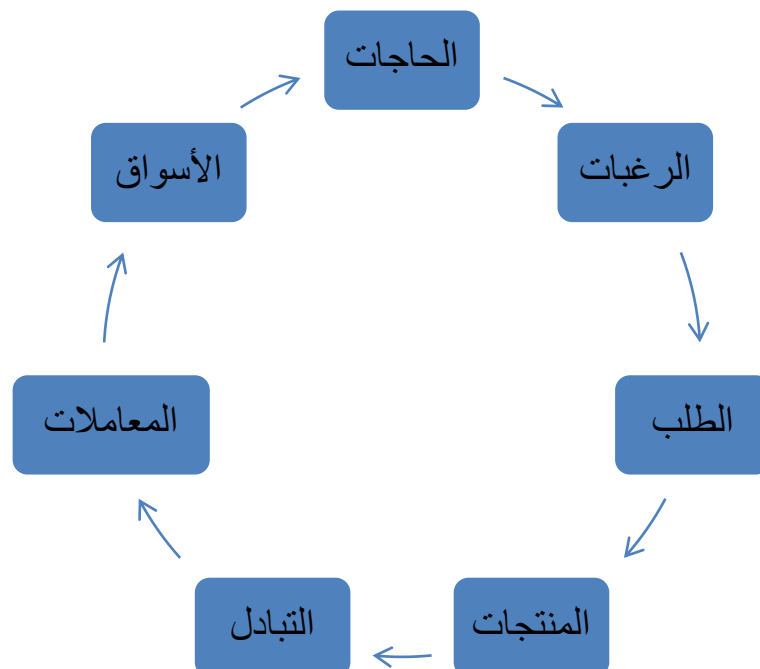 الحاجات
الرغبات
الطلب
المنتجات
التبادل
المعاملات
الأسواق